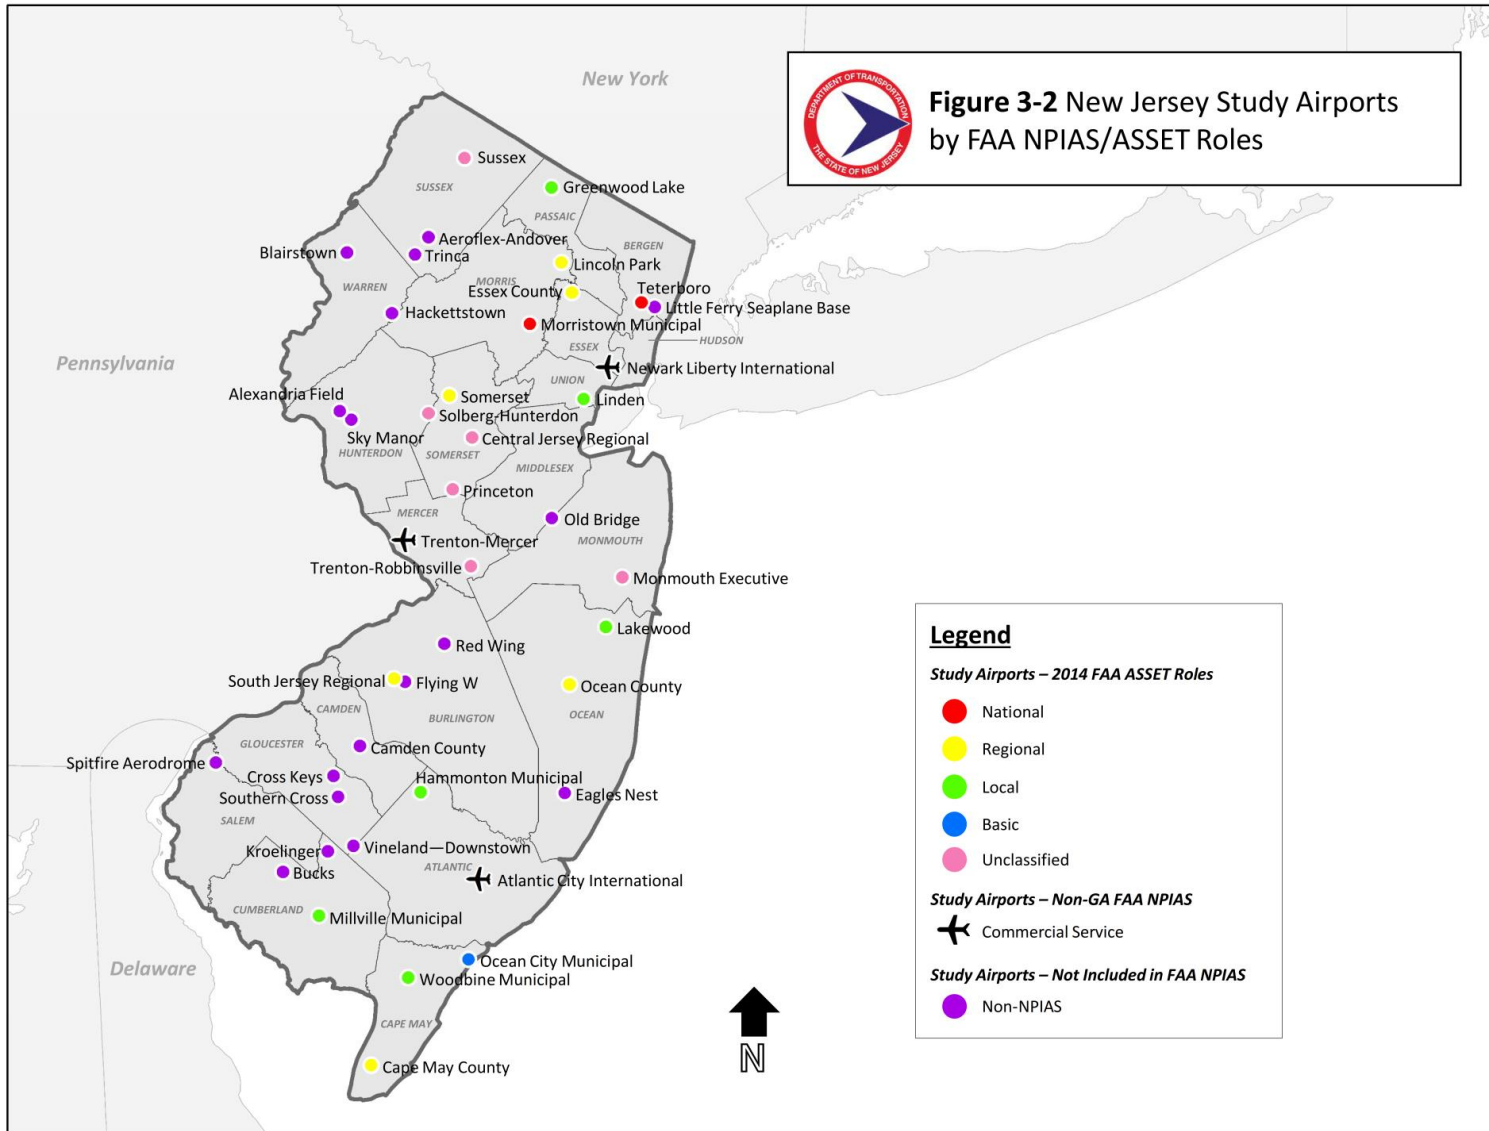 New York
DEPARTMENT OF TRANSPORTATION
THE STATE OF NEW JERSEY
Figure 3-2 New Jersey Study Airports
by FAA NPIAS/ASSET Roles
Sussex
SUSSEX
Greenwood Lake
PASSAIC
Aeroflex-Andover
BERGEN
Blairstown
Trinca
Lincoln Park
MORRIS
WARREN
Essex County
Teterboro
Little Ferry Seaplane Base
Hackettstown
Morristown Municipal
HUDSON
ESSEX
Pennsylvania
Newark Liberty International
UNION
Alexandria Field
Somerset
Linden
Solberg-Hunterdon
Sky Manor
Central Jersey Regional
HUNTERDON
SOMERSET
MIDDLESEX
Princeton
MERCER
Old Bridge
Trenton-Mercer
MONMOUTH
Trenton-Robbinsville
Monmouth Executive
Lakewood
Red Wing
South Jersey Regional
Flying W
Ocean County
CAMDEN
BURLINGTON
OCEAN
GLOUCESTER
Camden County
Spitfire Aerodrome
Cross Keys
Hammonton Municipal
Southern Cross
Eagles Nest
SALEM
Kroelinger
Vineland—Downstown
ATLANTIC
Bucks
Atlantic City International
CUMBERLAND
Millville Municipal
Ocean City Municipal
Delaware
Woodbine Municipal
CAPE MAY
Cape May County
N
Legend
Study Airports – 2014 FAA ASSET Roles
National
Regional
Local
Basic
Unclassified
Study Airports – Non-GA FAA NPIAS
Commercial Service
Study Airports – Not Included in FAA NPIAS
Non-NPIAS